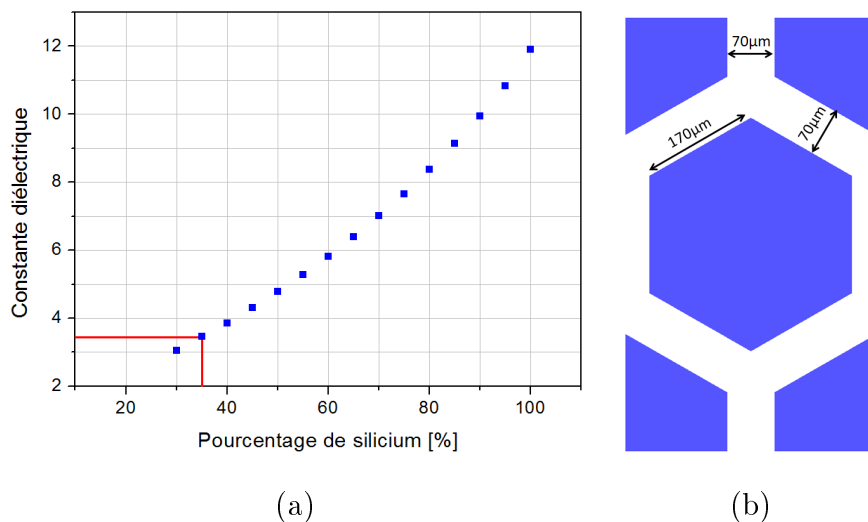 12
10
8
6
4
2
Constante diélectrique
20
40
60
80
100
Pourcentage de silicium [%]
(a)
70µm
170µm
70µm
(b)